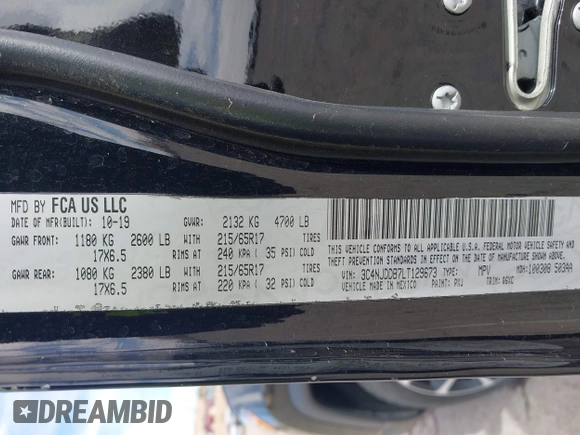 MFD BY FCA US LLC
DATE OF MFR(BUILT): 10-19 GVWR: 2132 KG 4700 LB
GAWR FRONT: 1180 KG 2600 LB WITH 215/65R17 TIRES
17X6.5 RIMS AT 240 KPA ( 35 PSI) COLD
GAWR REAR: 1080 KG 2380 LB WITH 215/65R17 TIRES
17X6.5 RIMS AT 220 KPA ( 32 PSI) COLD
THIS VEHICLE CONFORMS TO ALL APPLICABLE U.S.A. FEDERAL MOTOR VEHICLE SAFETY
AND THEFT PREVENTION STANDARDS IN EFFECT ON THE DATE OF MANUFACTURE SHOWN ABOVE.
VIN: 3C4NJDDB7LT129673 TYPE: MPV MDH:100300 503AA
VEHICLE MADE IN MEXICO PAINT: PXJ TRIM:
DREAMBID